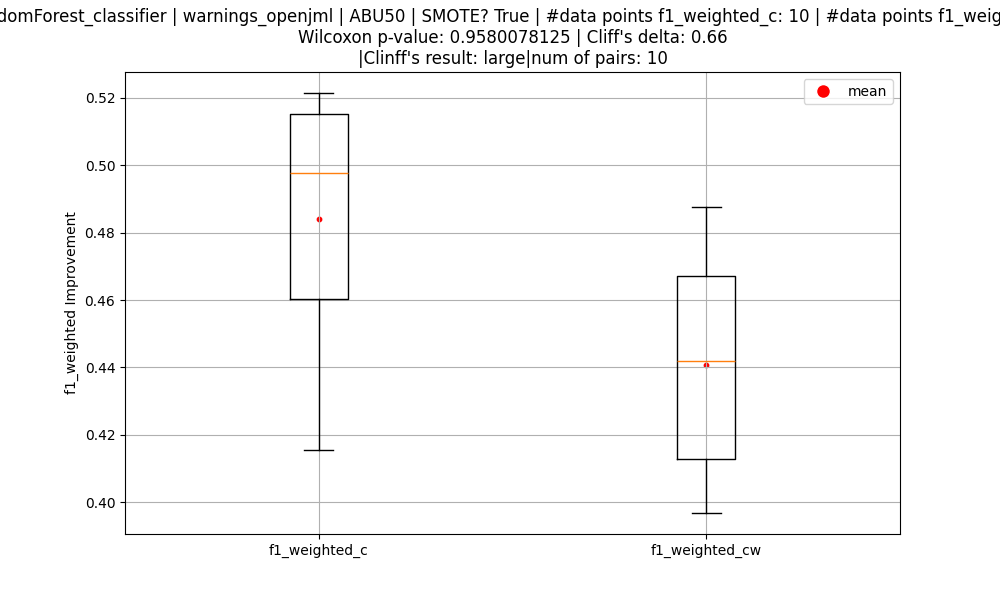 domForest_classifier | warnings_openjml | ABU50 | SMOTE? True | #data points f1_weighted_c: 10 | #data points f1_weig
Wilcoxon p-value: 0.9580078125 | Cliff's delta: 0.66
|Clinff's result: large|num of pairs: 10
mean
0.52
0.50
0.48
0.46
0.44
0.42
0.40
f1_weighted Improvement
f1_weighted_c
f1_weighted_cw